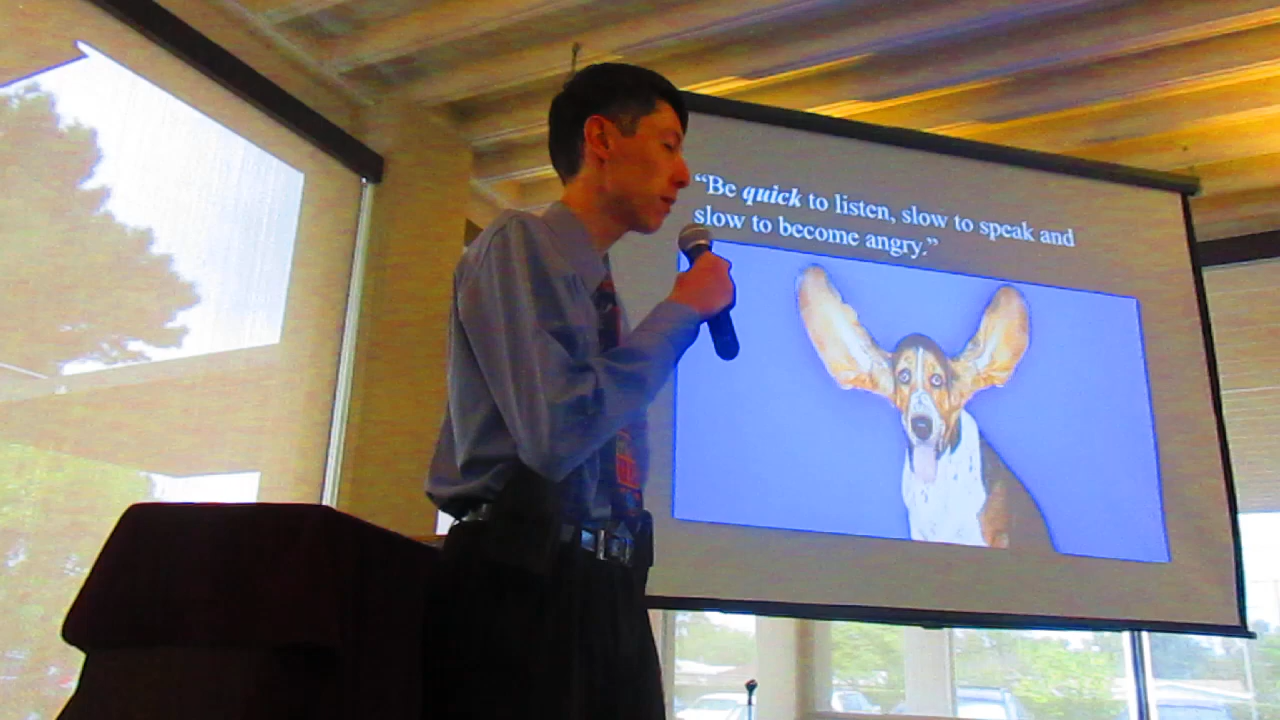 “Be quick to listen, slow to speak and
slow to become angry.”